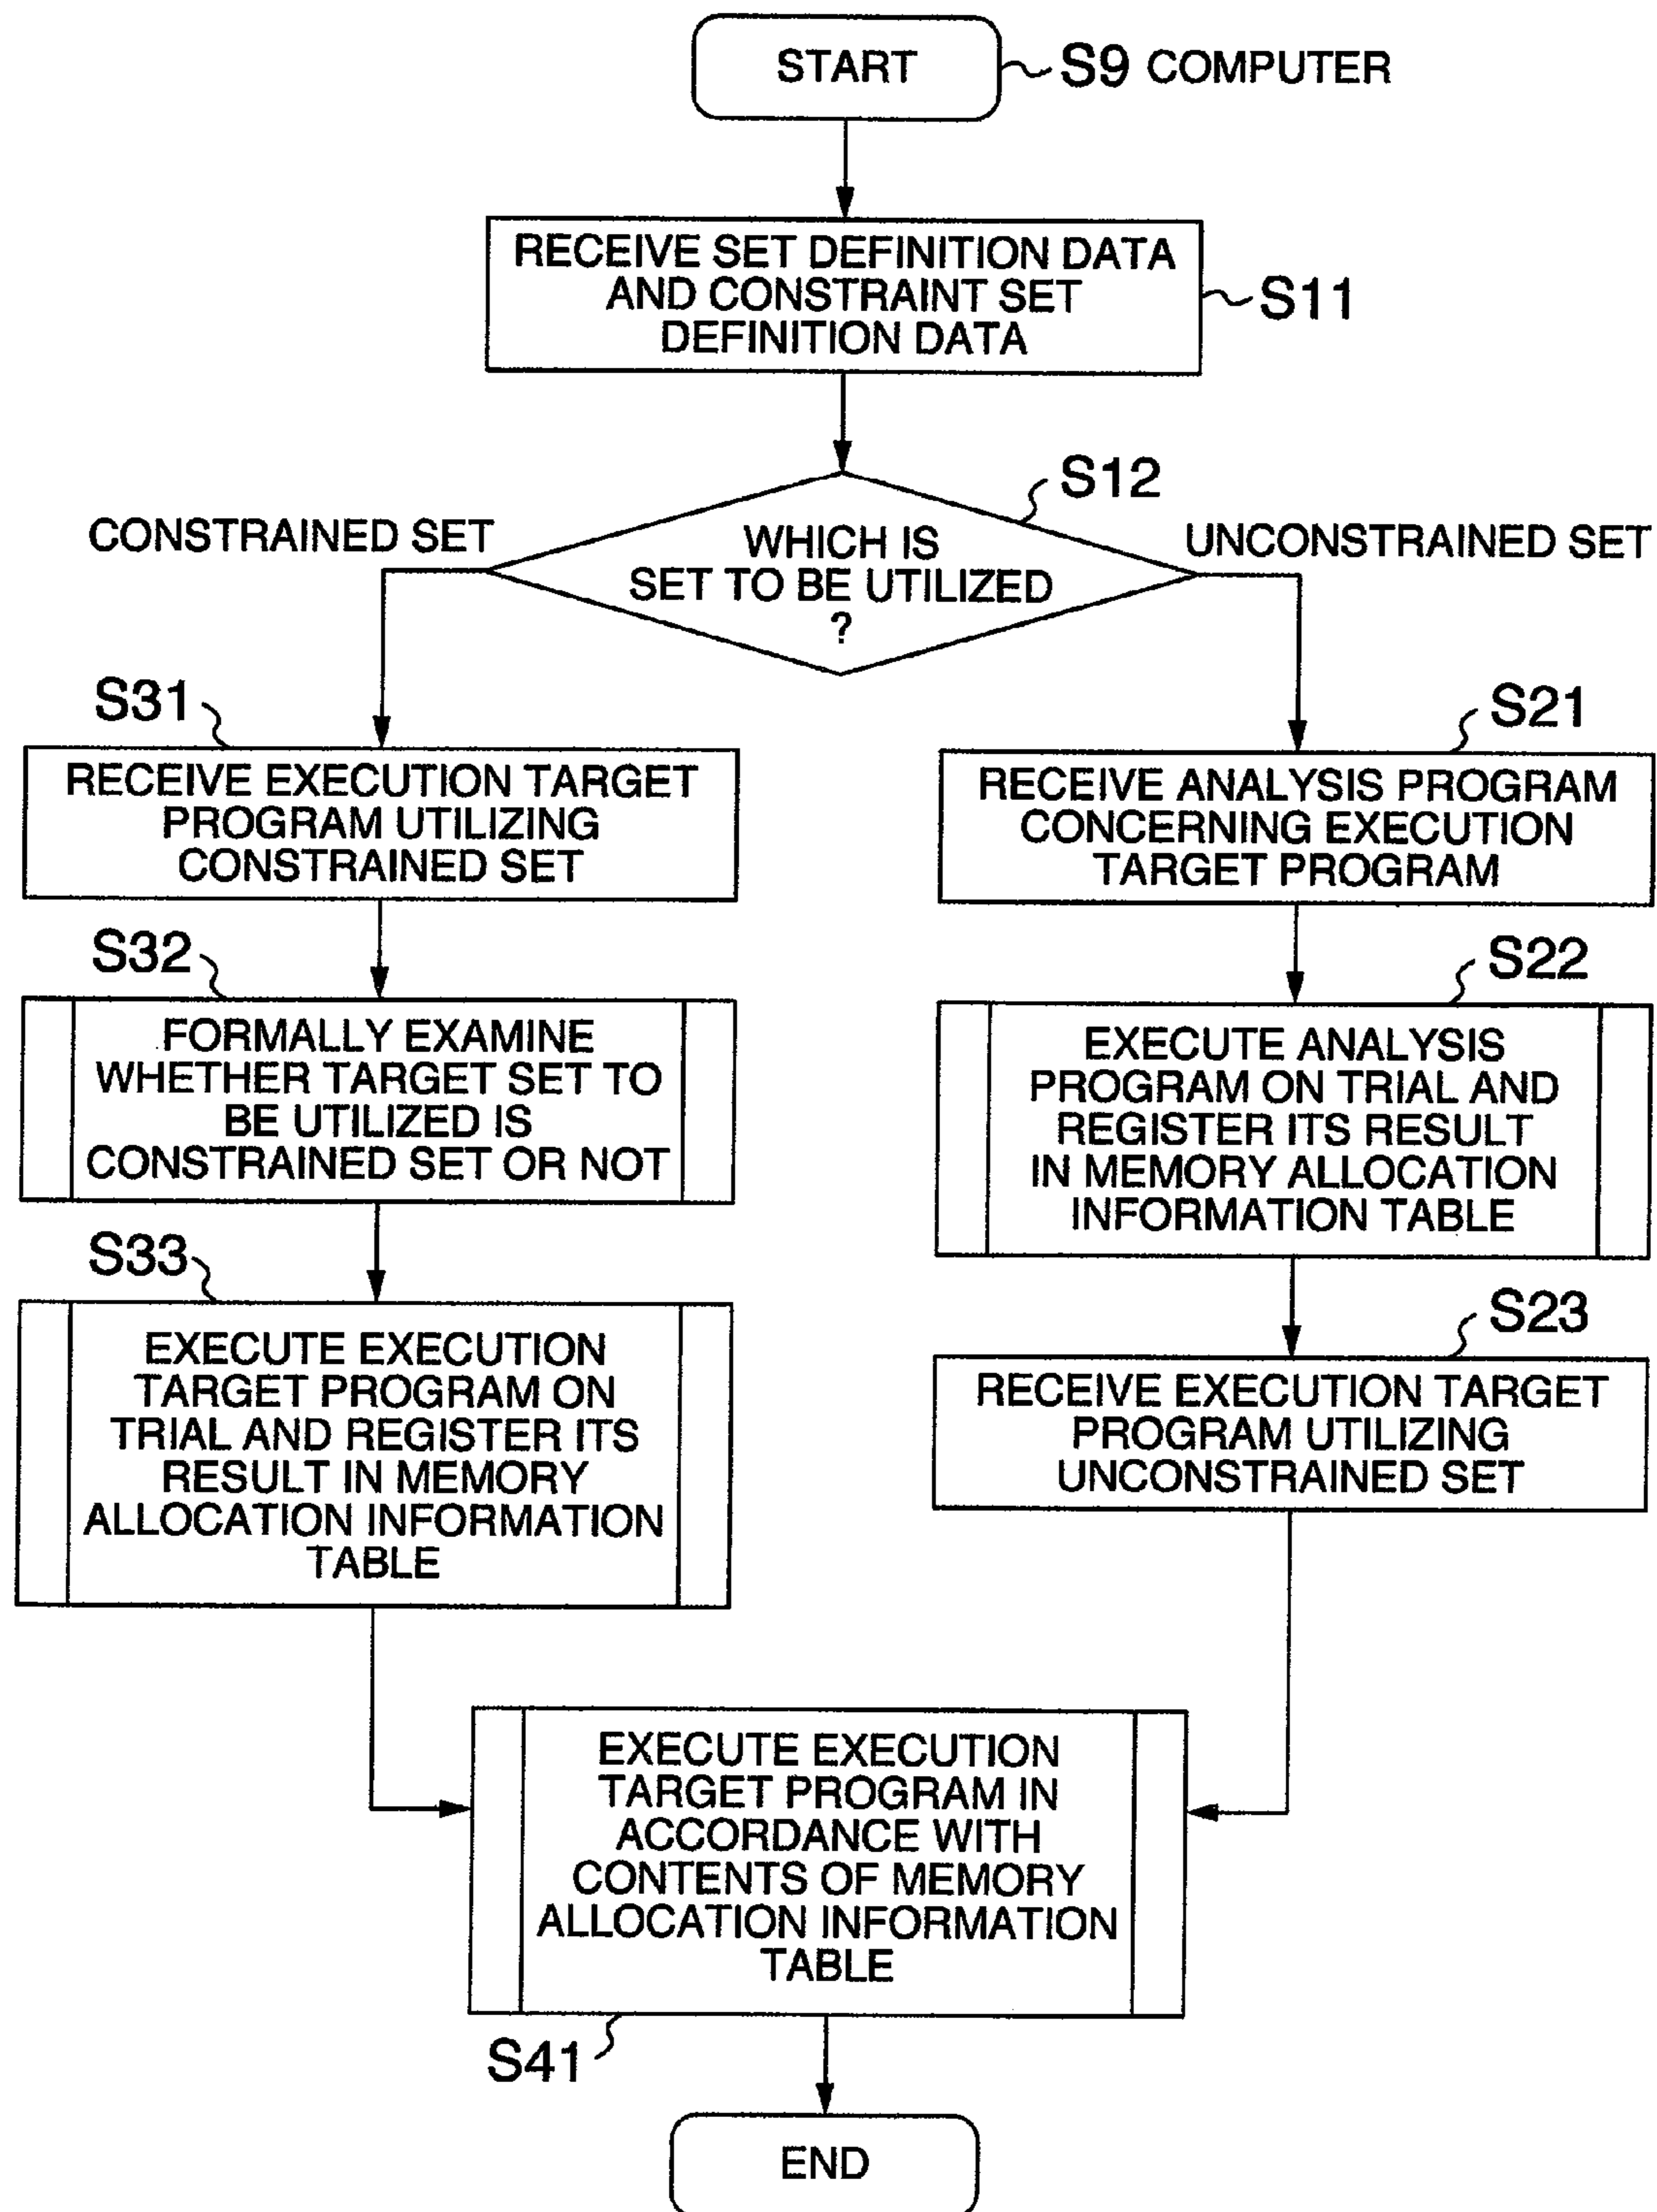 START
S9 COMPUTER
RECEIVE SET DEFINITION DATA
AND CONSTRAINT SET
DEFINITION DATA
S11
S12
CONSTRAINED SET
WHICH IS
SET TO BE UTILIZED
?
UNCONSTRAINED SET
S31
RECEIVE EXECUTION TARGET
PROGRAM UTILIZING
CONSTRAINED SET
S32
FORMALLY EXAMINE
WHETHER TARGET SET TO
BE UTILIZED IS
CONSTRAINED SET OR NOT
S33
EXECUTE EXECUTION
TARGET PROGRAM ON
TRIAL AND REGISTER ITS
RESULT IN MEMORY
ALLOCATION INFORMATION
TABLE
S21
RECEIVE ANALYSIS PROGRAM
CONCERNING EXECUTION
TARGET PROGRAM
S22
EXECUTE ANALYSIS
PROGRAM ON TRIAL AND
REGISTER ITS RESULT
IN MEMORY ALLOCATION
INFORMATION TABLE
S23
RECEIVE EXECUTION TARGET
PROGRAM UTILIZING
UNCONSTRAINED SET
EXECUTE EXECUTION
TARGET PROGRAM IN
ACCORDANCE WITH
CONTENTS OF MEMORY
ALLOCATION INFORMATION
TABLE
S41
END